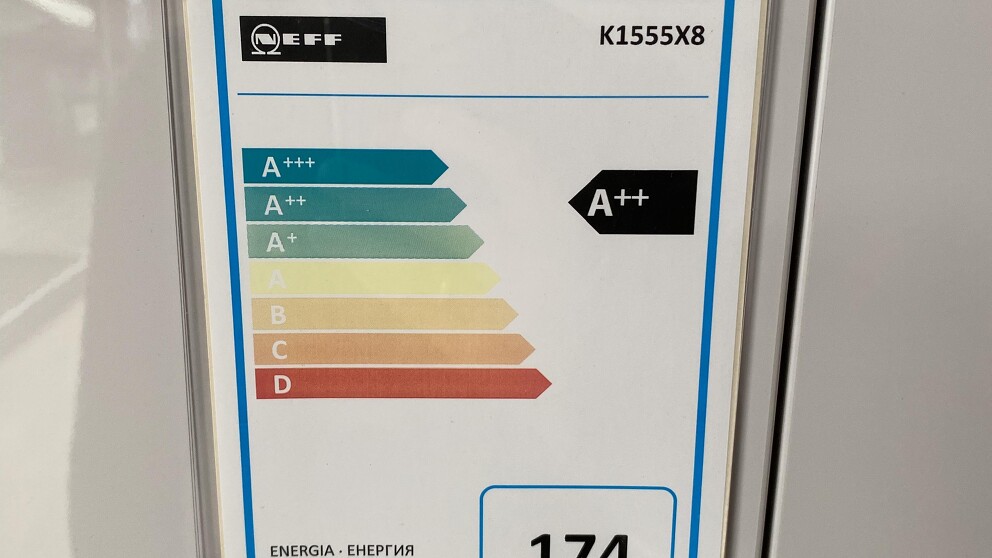 NEFF
K1555X8
A+++
A++
A++
A+
A
B
C
D
ENERGIA · ЕНЕРГИЯ
174